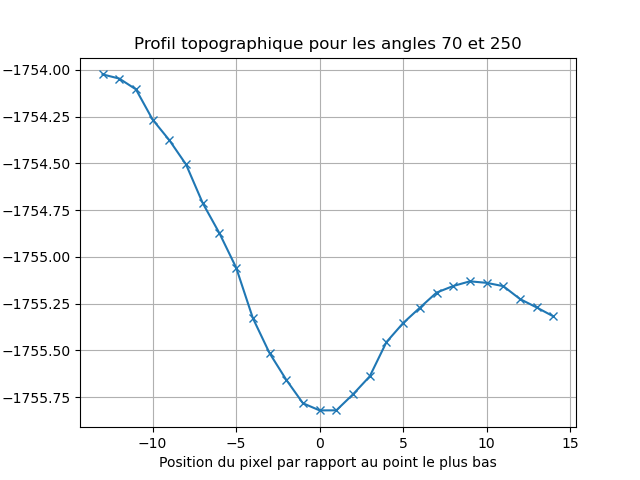 Profil topographique pour les angles 70 et 250
−1754.00
−1754.25
−1754.50
−1754.75
−1755.00
−1755.25
−1755.50
−1755.75
−10 −5 0 5 10 15
Position du pixel par rapport au point le plus bas